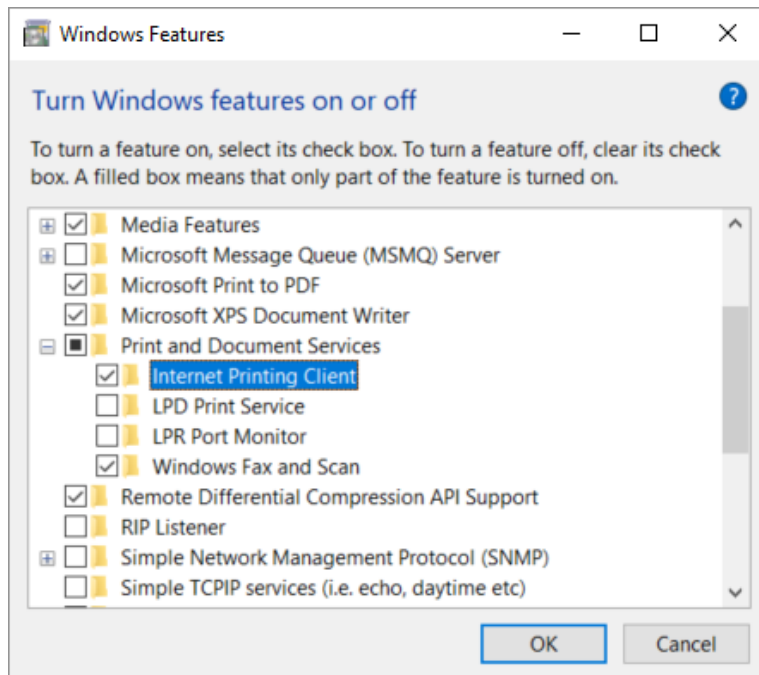 Windows Features
Turn Windows features on or off
?
To turn a feature on, select its check box. To turn a feature off, clear its check
box. A filled box means that only part of the feature is turned on.
Media Features
Microsoft Message Queue (MSMQ) Server
Microsoft Print to PDF
Microsoft XPS Document Writer
Print and Document Services
Internet Printing Client
LPD Print Service
LPR Port Monitor
Windows Fax and Scan
Remote Differential Compression API Support
RIP Listener
Simple Network Management Protocol (SNMP)
Simple TCPIP services (i.e. echo, daytime etc)
OK Cancel